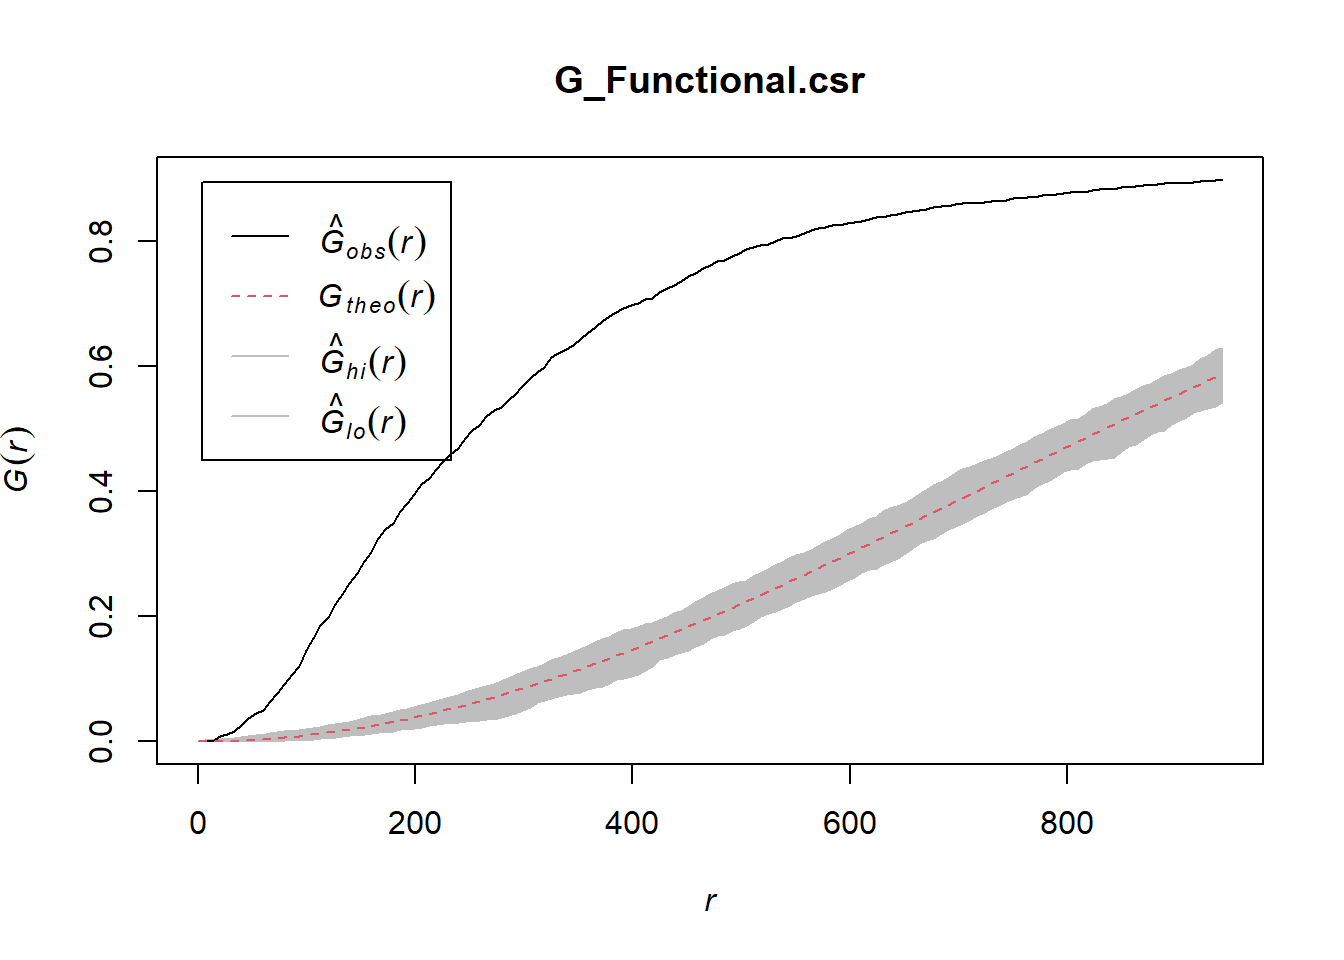 G_Functional.csr
Ĝobs(r)
Gtheo(r)
Ĝhi(r)
Ĝlo(r)
G(r)
0.8
0.6
0.4
0.2
0.0
0 200 400 600 800
r